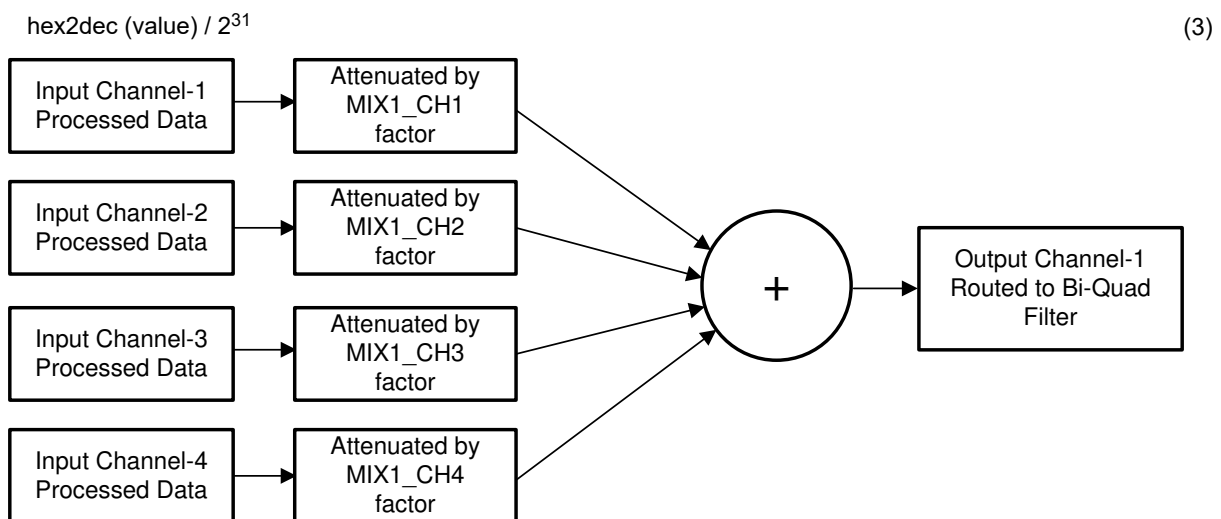 hex2dec (value) / 2³¹ (3)
Input Channel-1
Processed Data
Attenuated by
MIX1_CH1
factor
Input Channel-2
Processed Data
Attenuated by
MIX1_CH2
factor
Input Channel-3
Processed Data
Attenuated by
MIX1_CH3
factor
Input Channel-4
Processed Data
Attenuated by
MIX1_CH4
factor
+
Output Channel-1
Routed to Bi-Quad
Filter